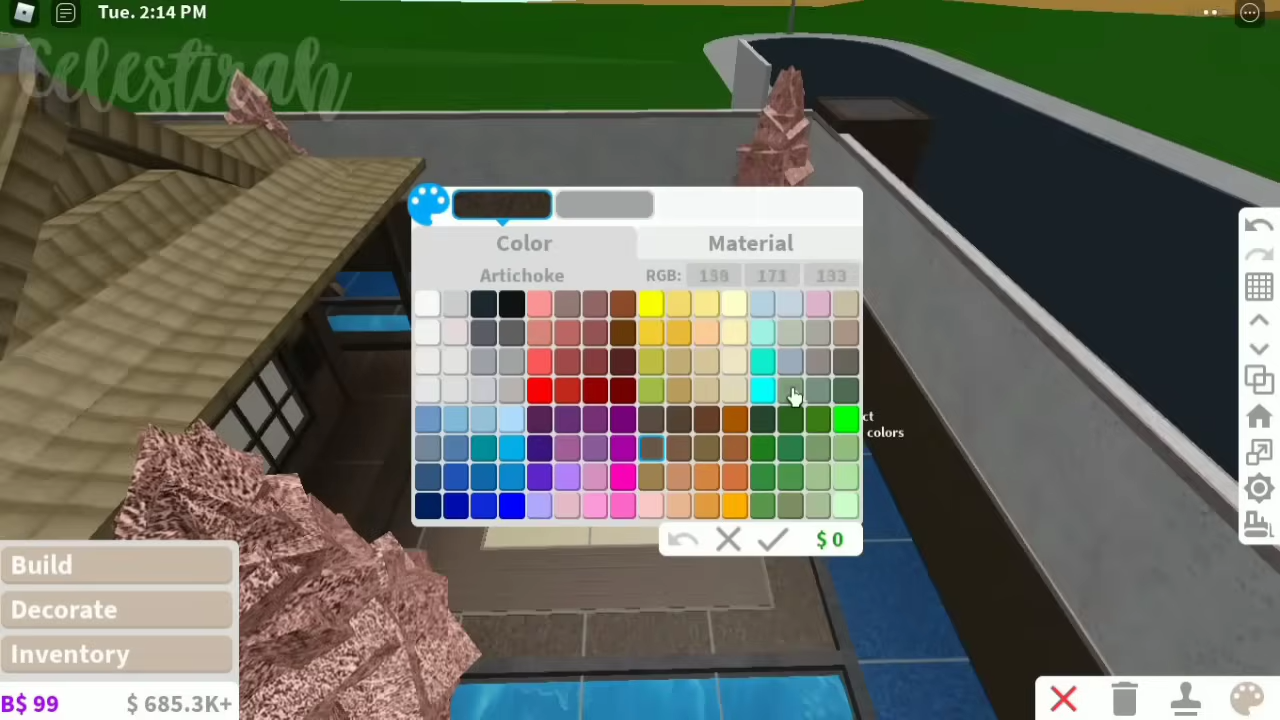 Tue. 2:14 PM
Celestirah
Color
Material
Artichoke
RGB: 138 171 133
ct
colors
$ 0
Build
Decorate
Inventory
B$ 99
$ 685.3K+